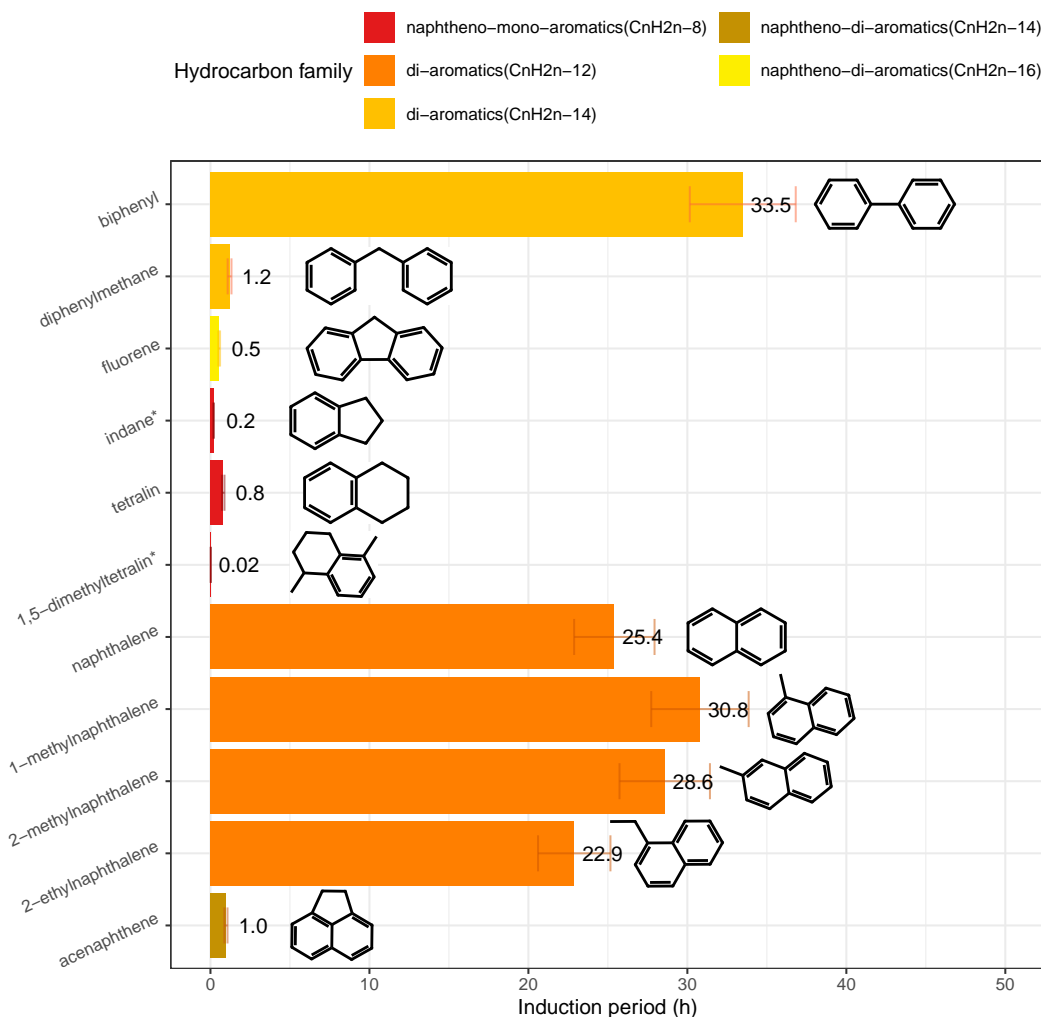 naphtheno−mono−aromatics(CnH2n−8)
naphtheno−di−aromatics(CnH2n−14)
Hydrocarbon family
di−aromatics(CnH2n−12)
naphtheno−di−aromatics(CnH2n−16)
di−aromatics(CnH2n−14)
biphenyl
33.5
diphenylmethane
1.2
fluorene
0.5
indane*
0.2
tetralin
0.8
1,5−dimethyltetralin*
0.02
naphthalene
25.4
1−methylnaphthalene
30.8
2−methylnaphthalene
28.6
2−ethylnaphthalene
22.9
acenaphthene
1.0
0 10 20 30 40 50
Induction period (h)